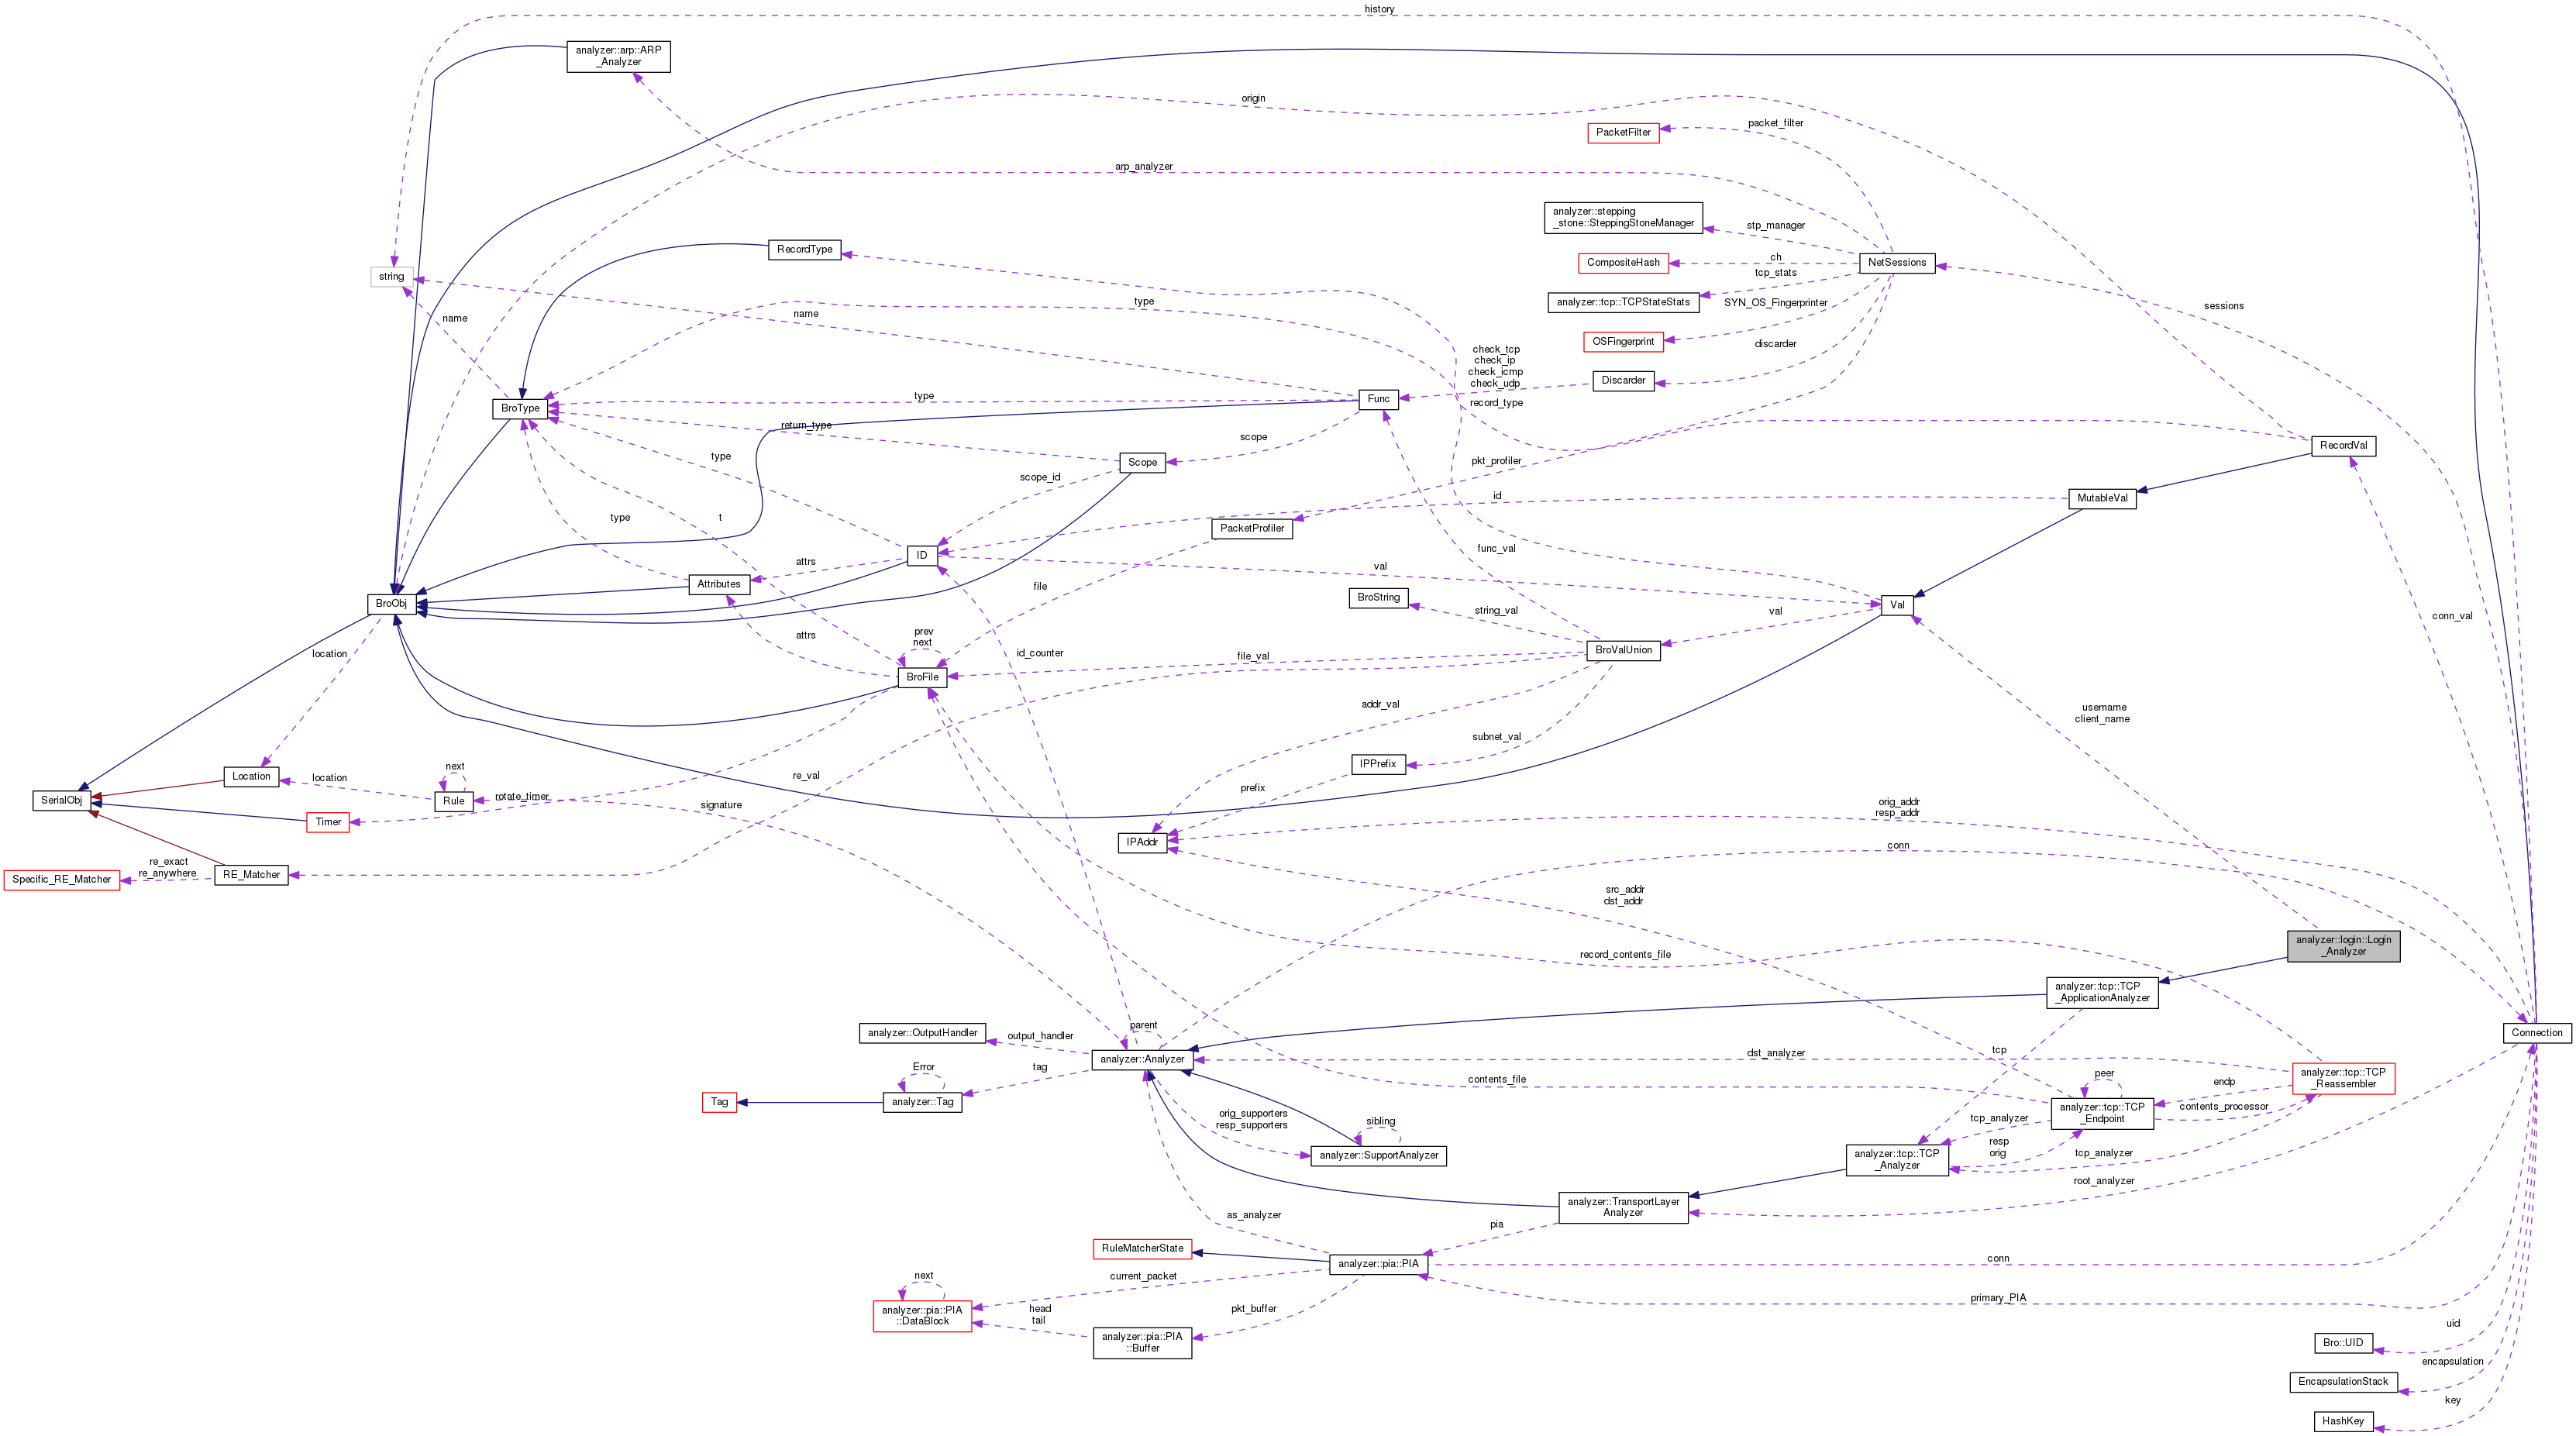 history
analyzer::arp::ARP
_Analyzer
origin
packet_filter
PacketFilter
arp_analyzer
analyzer::stepping
_stone::SteppingStoneManager
stp_manager
RecordType
NetSessions
ch
CompositeHash
tcp_stats
string
analyzer::tcp::TCPStateStats
SYN_OS_Fingerprinter
sessions
type
name
name
OSFingerprint
discarder
check_tcp
check_ip
check_icmp
check_udp
Discarder
Func
type
record_type
BroType
return_type
scope
RecordVal
type
Scope
pkt_profiler
scope_id
id
MutableVal
type
t
PacketProfiler
func_val
ID
attrs
val
Attributes
file
BroString
string_val
val
Val
BroObj
conn_val
attrs
prev
next
BroValUnion
location
id_counter
file_val
BroFile
addr_val
username
client_name
subnet_val
Location
location
next
re_val
IPPrefix
SerialObj
Rule
rotate_timer
signature
prefix
orig_addr
resp_addr
Timer
IPAddr
conn
re_exact
re_anywhere
Specific_RE_Matcher
RE_Matcher
src_addr
dst_addr
analyzer::login::Login
_Analyzer
record_contents_file
analyzer::tcp::TCP
_ApplicationAnalyzer
analyzer::OutputHandler
output_handler
parent
Connection
analyzer::Analyzer
dst_analyzer
tcp
Error
tag
contents_file
peer
endp
analyzer::tcp::TCP
_Reassembler
Tag
analyzer::Tag
orig_supporters
resp_supporters
sibling
tcp_analyzer
analyzer::tcp::TCP
_Endpoint
contents_processor
analyzer::SupportAnalyzer
analyzer::tcp::TCP
_Analyzer
resp
orig
tcp_analyzer
root_analyzer
analyzer::TransportLayer
Analyzer
as_analyzer
pia
RuleMatcherState
analyzer::pia::PIA
conn
next
current_packet
primary_PIA
analyzer::pia::PIA
::DataBlock
head
tail
pkt_buffer
analyzer::pia::PIA
::Buffer
uid
Bro::UID
encapsulation
EncapsulationStack
key
HashKey